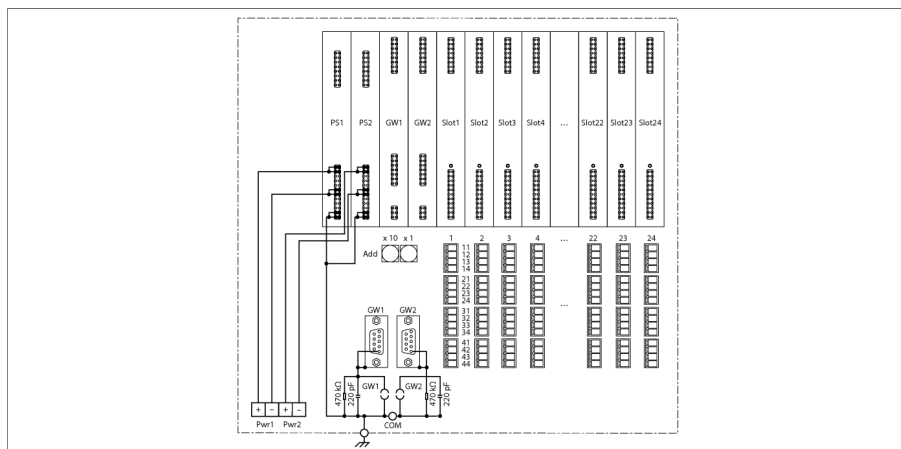 PS1 PS2 GW1 GW2 Slot1 Slot2 Slot3 Slot4 ... Slot22 Slot23 Slot24
x 10 x 1
Add
1 2 3 4 ... 22 23 24
11
12
13
14
21
22
23
24
...
31
32
33
34
41
42
43
44
GW1 GW2
470 kΩ
220 pF
GW1
GW2
470 kΩ
220 pF
+ – + –
Pwr1 Pwr2
COM